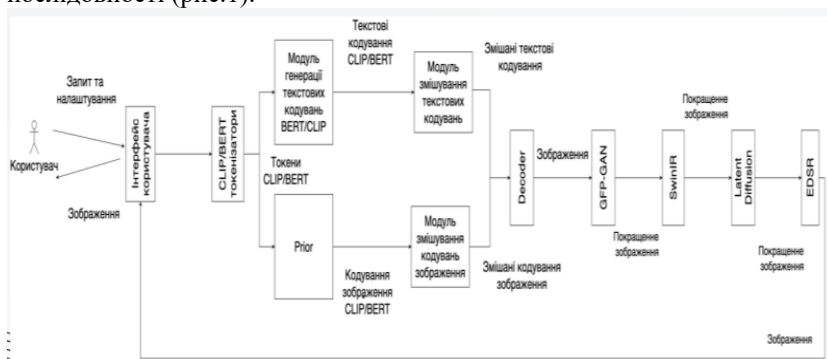 послідовності (рис.1).
Запит та
налаштування
Користувач
Зображення
Інтерфейс
користувача
CLIP/BERT
токенізатори
Модуль
генерації
текстових
кодувань
BERT/CLIP
Токени
CLIP/BERT
Prior
Текстові
кодування
CLIP/BERT
Кодування
зображення
CLIP/BERT
Модуль
змішування
текстових
кодувань
Модуль
змішування
кодувань
зображення
Змішані текстові
кодування
Змішані кодування
зображення
Decoder
Зображення
GFP-GAN
Покращенне
зображення
SwinIR
Покращенне
зображення
Latent
Diffusion
Покращенне
зображення
EDSR
Зображення